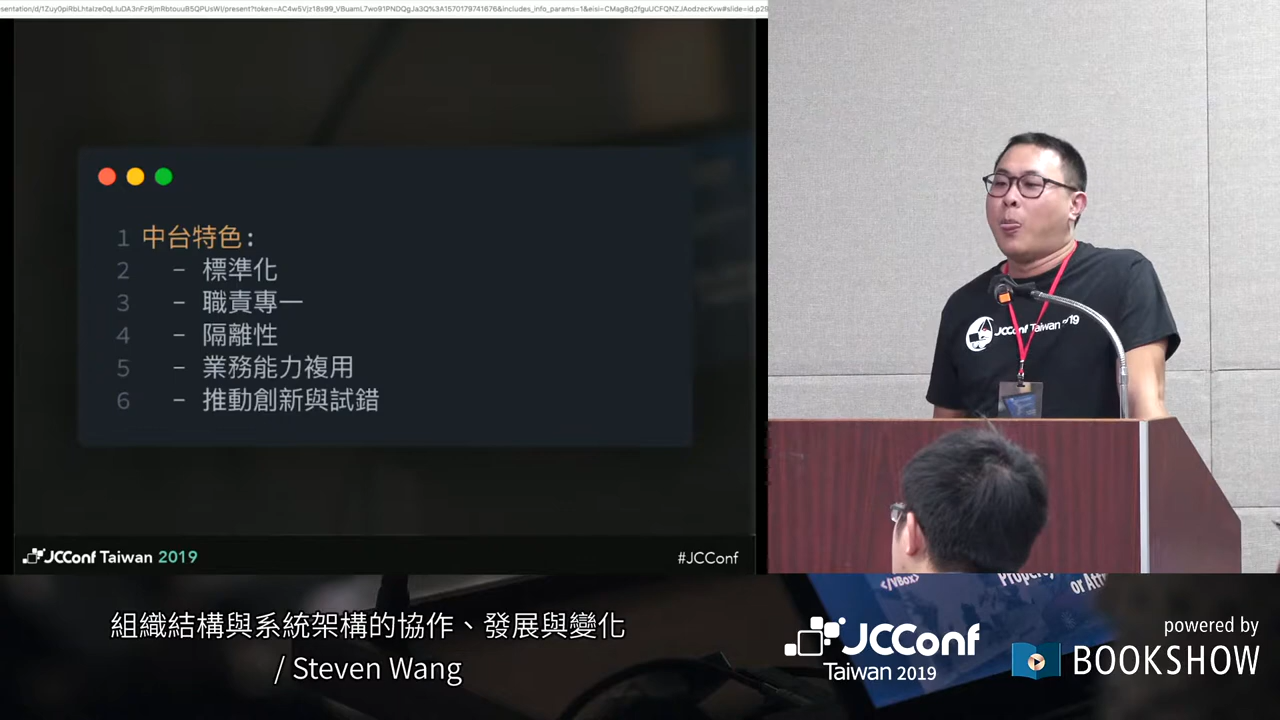 1 中台特色:
2 - 標準化
3 - 職責專一
4 - 隔離性
5 - 業務能力複用
6 - 推動創新與試錯
JCConf Taiwan 2019
#JCConf
JCConf Taiwan 2019
</VBox>
or
組織結構與系統架構的協作、發展與變化
/ Steven Wang
JCConf
Taiwan 2019
powered by
BOOKSHOW